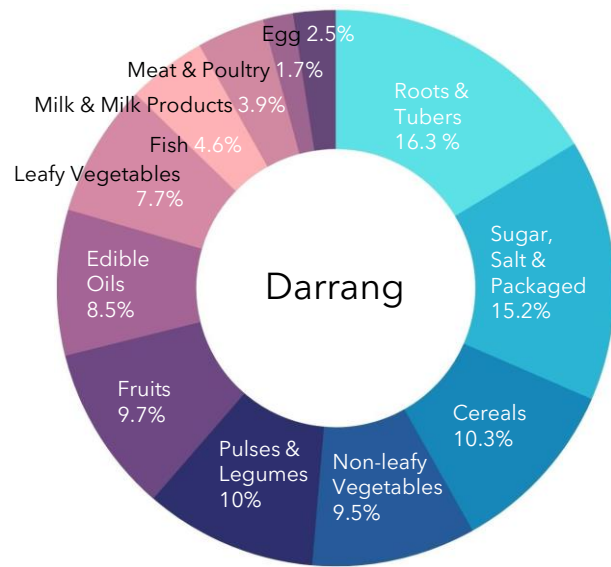 Egg 2.5%
Meat & Poultry 1.7%
Milk & Milk Products 3.9%
Fish 4.6%
Leafy Vegetables
7.7%
Edible
Oils
8.5%
Fruits
9.7%
Pulses &
Legumes
10%
Non-leafy
Vegetables
9.5%
Cereals
10.3%
Sugar,
Salt &
Packaged
15.2%
Roots &
Tubers
16.3 %
Darrang